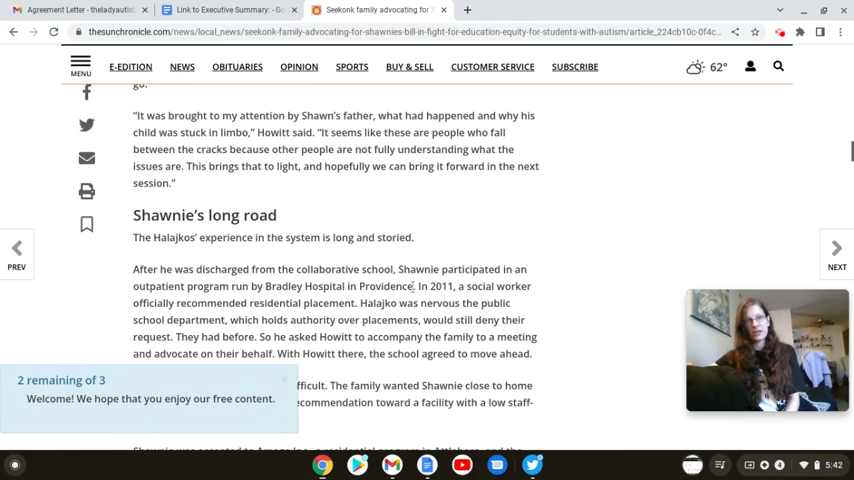 Agreement Letter - theladyautist
Link to Executive Summary: - Go
Seekonk family advocating for
thesunchronicle.com/news/local_news/seekonk-family-advocating-for-shawnies-bill-in-fight-for-education-equity-for-students-with-autism/article_224cb10c-0f4c...
MENU
E-EDITION NEWS OBITUARIES OPINION SPORTS BUY & SELL CUSTOMER SERVICE SUBSCRIBE
62°
go.
“It was brought to my attention by Shawn’s father, what had happened and why his
child was stuck in limbo,” Howitt said. “It seems like these are people who fall
between the cracks because other people are not fully understanding what the
issues are. This brings that to light, and hopefully we can bring it forward in the next
session.”
Shawnie’s long road
The Halajkos’ experience in the system is long and storied.
After he was discharged from the collaborative school, Shawnie participated in an
outpatient program run by Bradley Hospital in Providence. In 2011, a social worker
officially recommended residential placement. Halajko was nervous the public
school department, which holds authority over placements, would still deny their
request. They had before. So he asked Howitt to accompany the family to a meeting
and advocate on their behalf. With Howitt there, the school agreed to move ahead.
fficult. The family wanted Shawnie close to home
ecommendation toward a facility with a low staff-
PREV
NEXT
2 remaining of 3
Welcome! We hope that you enjoy our free content.
5:42